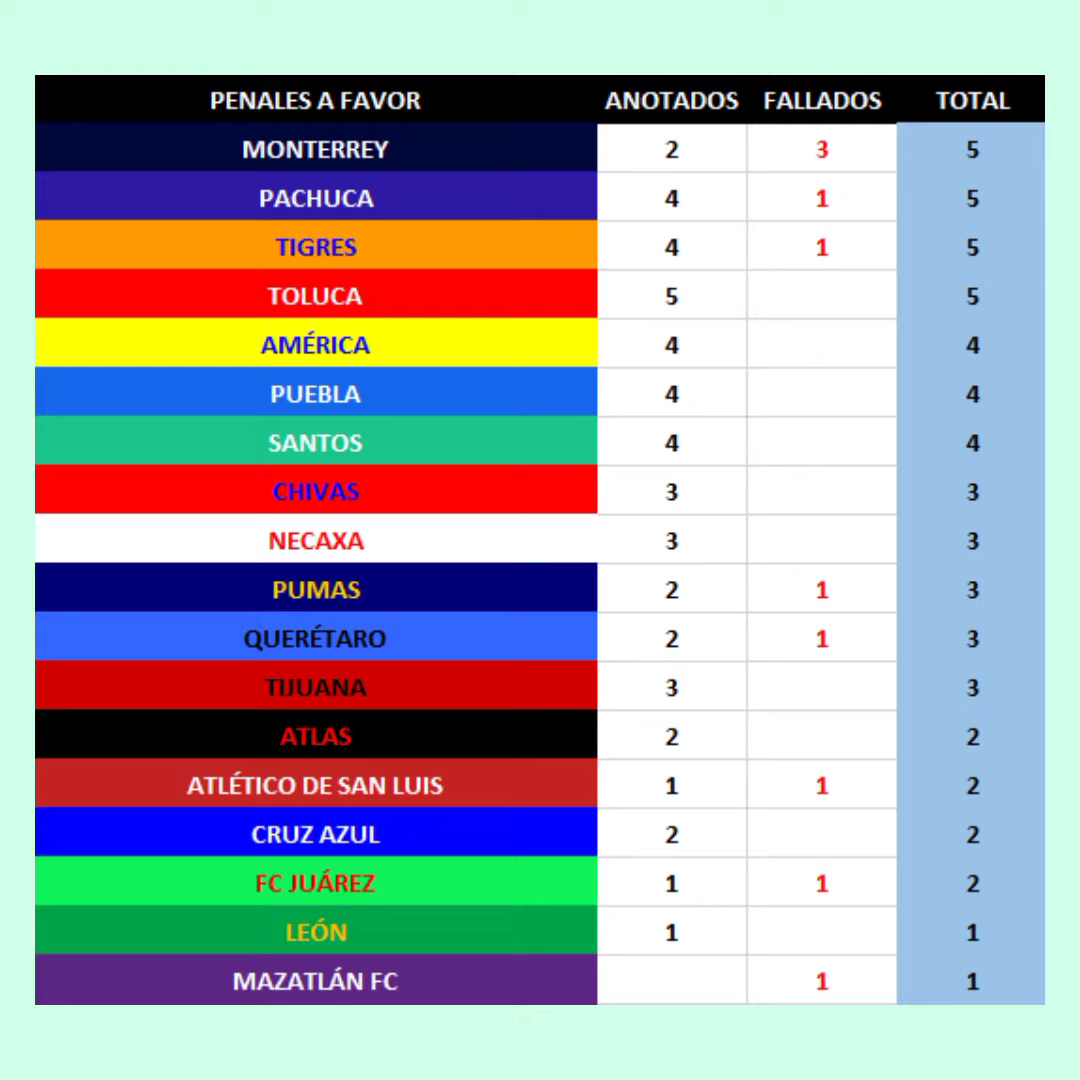 PENALES A FAVOR ANOTADOS FALLADOS TOTAL
MONTERREY 2 3 5
PACHUCA 4 1 5
TIGRES 4 1 5
TOLUCA 5 5
AMÉRICA 4 4
PUEBLA 4 4
SANTOS 4 4
CHIVAS 3 3
NECAXA 3 3
PUMAS 2 1 3
QUERÉTARO 2 1 3
TIJUANA 3 3
ATLAS 2 2
ATLÉTICO DE SAN LUIS 1 1 2
CRUZ AZUL 2 2
FC JUÁREZ 1 1 2
LEÓN 1 1
MAZATLÁN FC 1 1